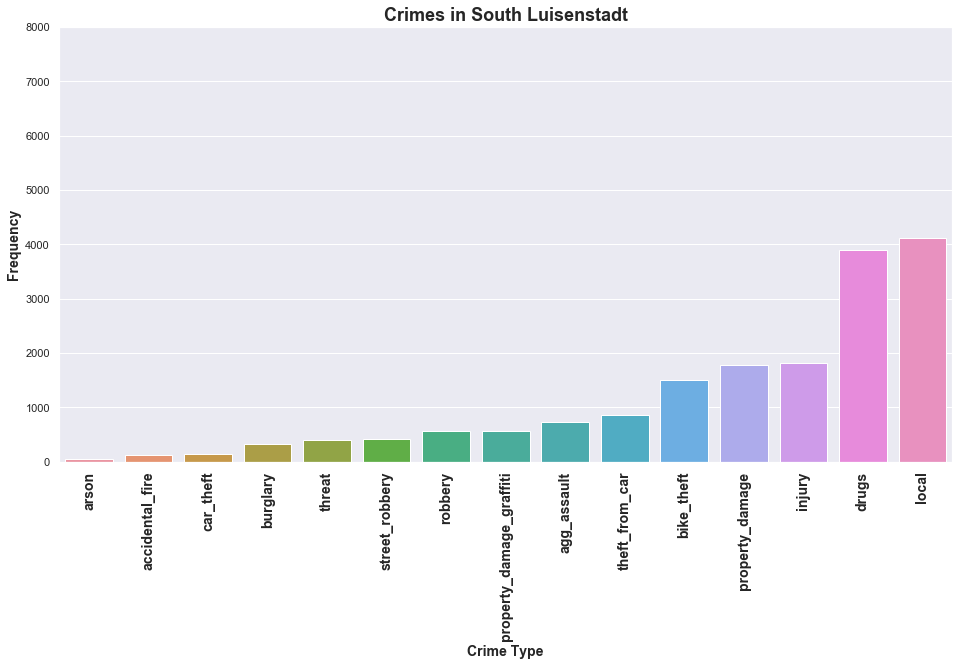 Crimes in South Luisenstadt
8000
7000
6000
5000
4000
3000
2000
1000
0
Frequency
arson
accidental_fire
car_theft
burglary
threat
street_robbery
robbery
property_damage_graffiti
agg_assault
theft_from_car
bike_theft
property_damage
injury
drugs
local
Crime Type